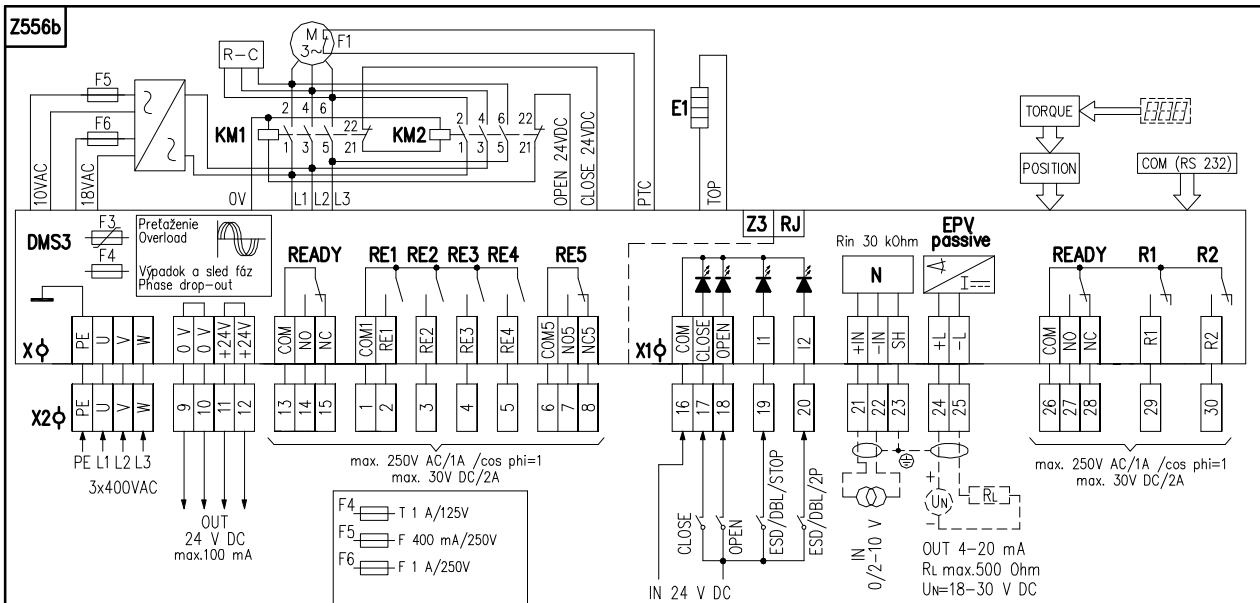 Z556b
R-C
M
3~
F1
F5
F6
2 4 6
22
KM1
1 3 5
21
2 4 6
22
KM2
1 3 5
21
E1
TORQUE
POSITION
COM (RS 232)
10VAC
18VAC
0V
L1 L2 L3
OPEN 24VDC
CLOSE 24VDC
PTC
TOP
DMS3
F3
F4
Preťaženie
Overload
Výpadok a sled fáz
Phase drop-out
READY
RE1 RE2 RE3 RE4
RE5
Z3 RJ
Rin 30 kOhm
N
EPV
passive
READY
R1
R2
X
PE U V W
0 V 0 V +24V +24V
COM NO NC
COM1 RE1
RE2
RE3
RE4
COM5 NO5 NC5
X1
COM CLOSE OPEN
I1
I2
+IN -IN SH
+L -L
COM NO NC
R1
R2
X2
PE U V W
9 10 11 12
13 14 15
1 2
3
4
5
6 7 8
16 17 18
19
20
21 22 23
24 25
26 27 28
29
30
PE L1 L2 L3
3x400VAC
OUT
24 V DC
max.100 mA
max. 250V AC/1A /cos phi=1
max. 30V DC/2A
F4 T 1 A/125V
F5 F 400 mA/250V
F6 F 1 A/250V
CLOSE
OPEN
ESD/DBL/STOP
ESD/DBL/2P
IN 24 V DC
IN
0/2-10 V
+
UN
-
RL
OUT 4-20 mA
RL max.500 Ohm
UN=18-30 V DC
max. 250V AC/1A /cos phi=1
max. 30V DC/2A